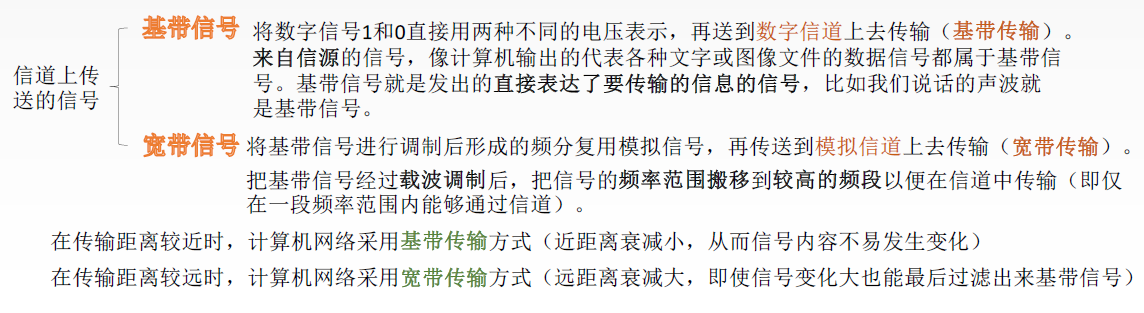 基带信号 将数字信号1和0直接用两种不同的电压表示，再送到数字信道上去传输（基带传输）。
来自信源的信号，像计算机输出的代表各种文字或图像文件的数据信号都属于基带信
号。基带信号就是发出的直接表达了要传输的信息的信号，比如我们说话的声波就
是基带信号。
信道上传
送的信号
宽带信号 将基带信号进行调制后形成的频分复用模拟信号，再传送到模拟信道上去传输（宽带传输）。
把基带信号经过载波调制后，把信号的频率范围搬移到较高的频段以便在信道中传输（即仅
在一段频率范围内能够通过信道）。
在传输距离较近时，计算机网络采用基带传输方式（近距离衰减小，从而信号内容不易发生变化）
在传输距离较远时，计算机网络采用宽带传输方式（远距离衰减大，即使信号变化大也能最后过滤出来基带信号）